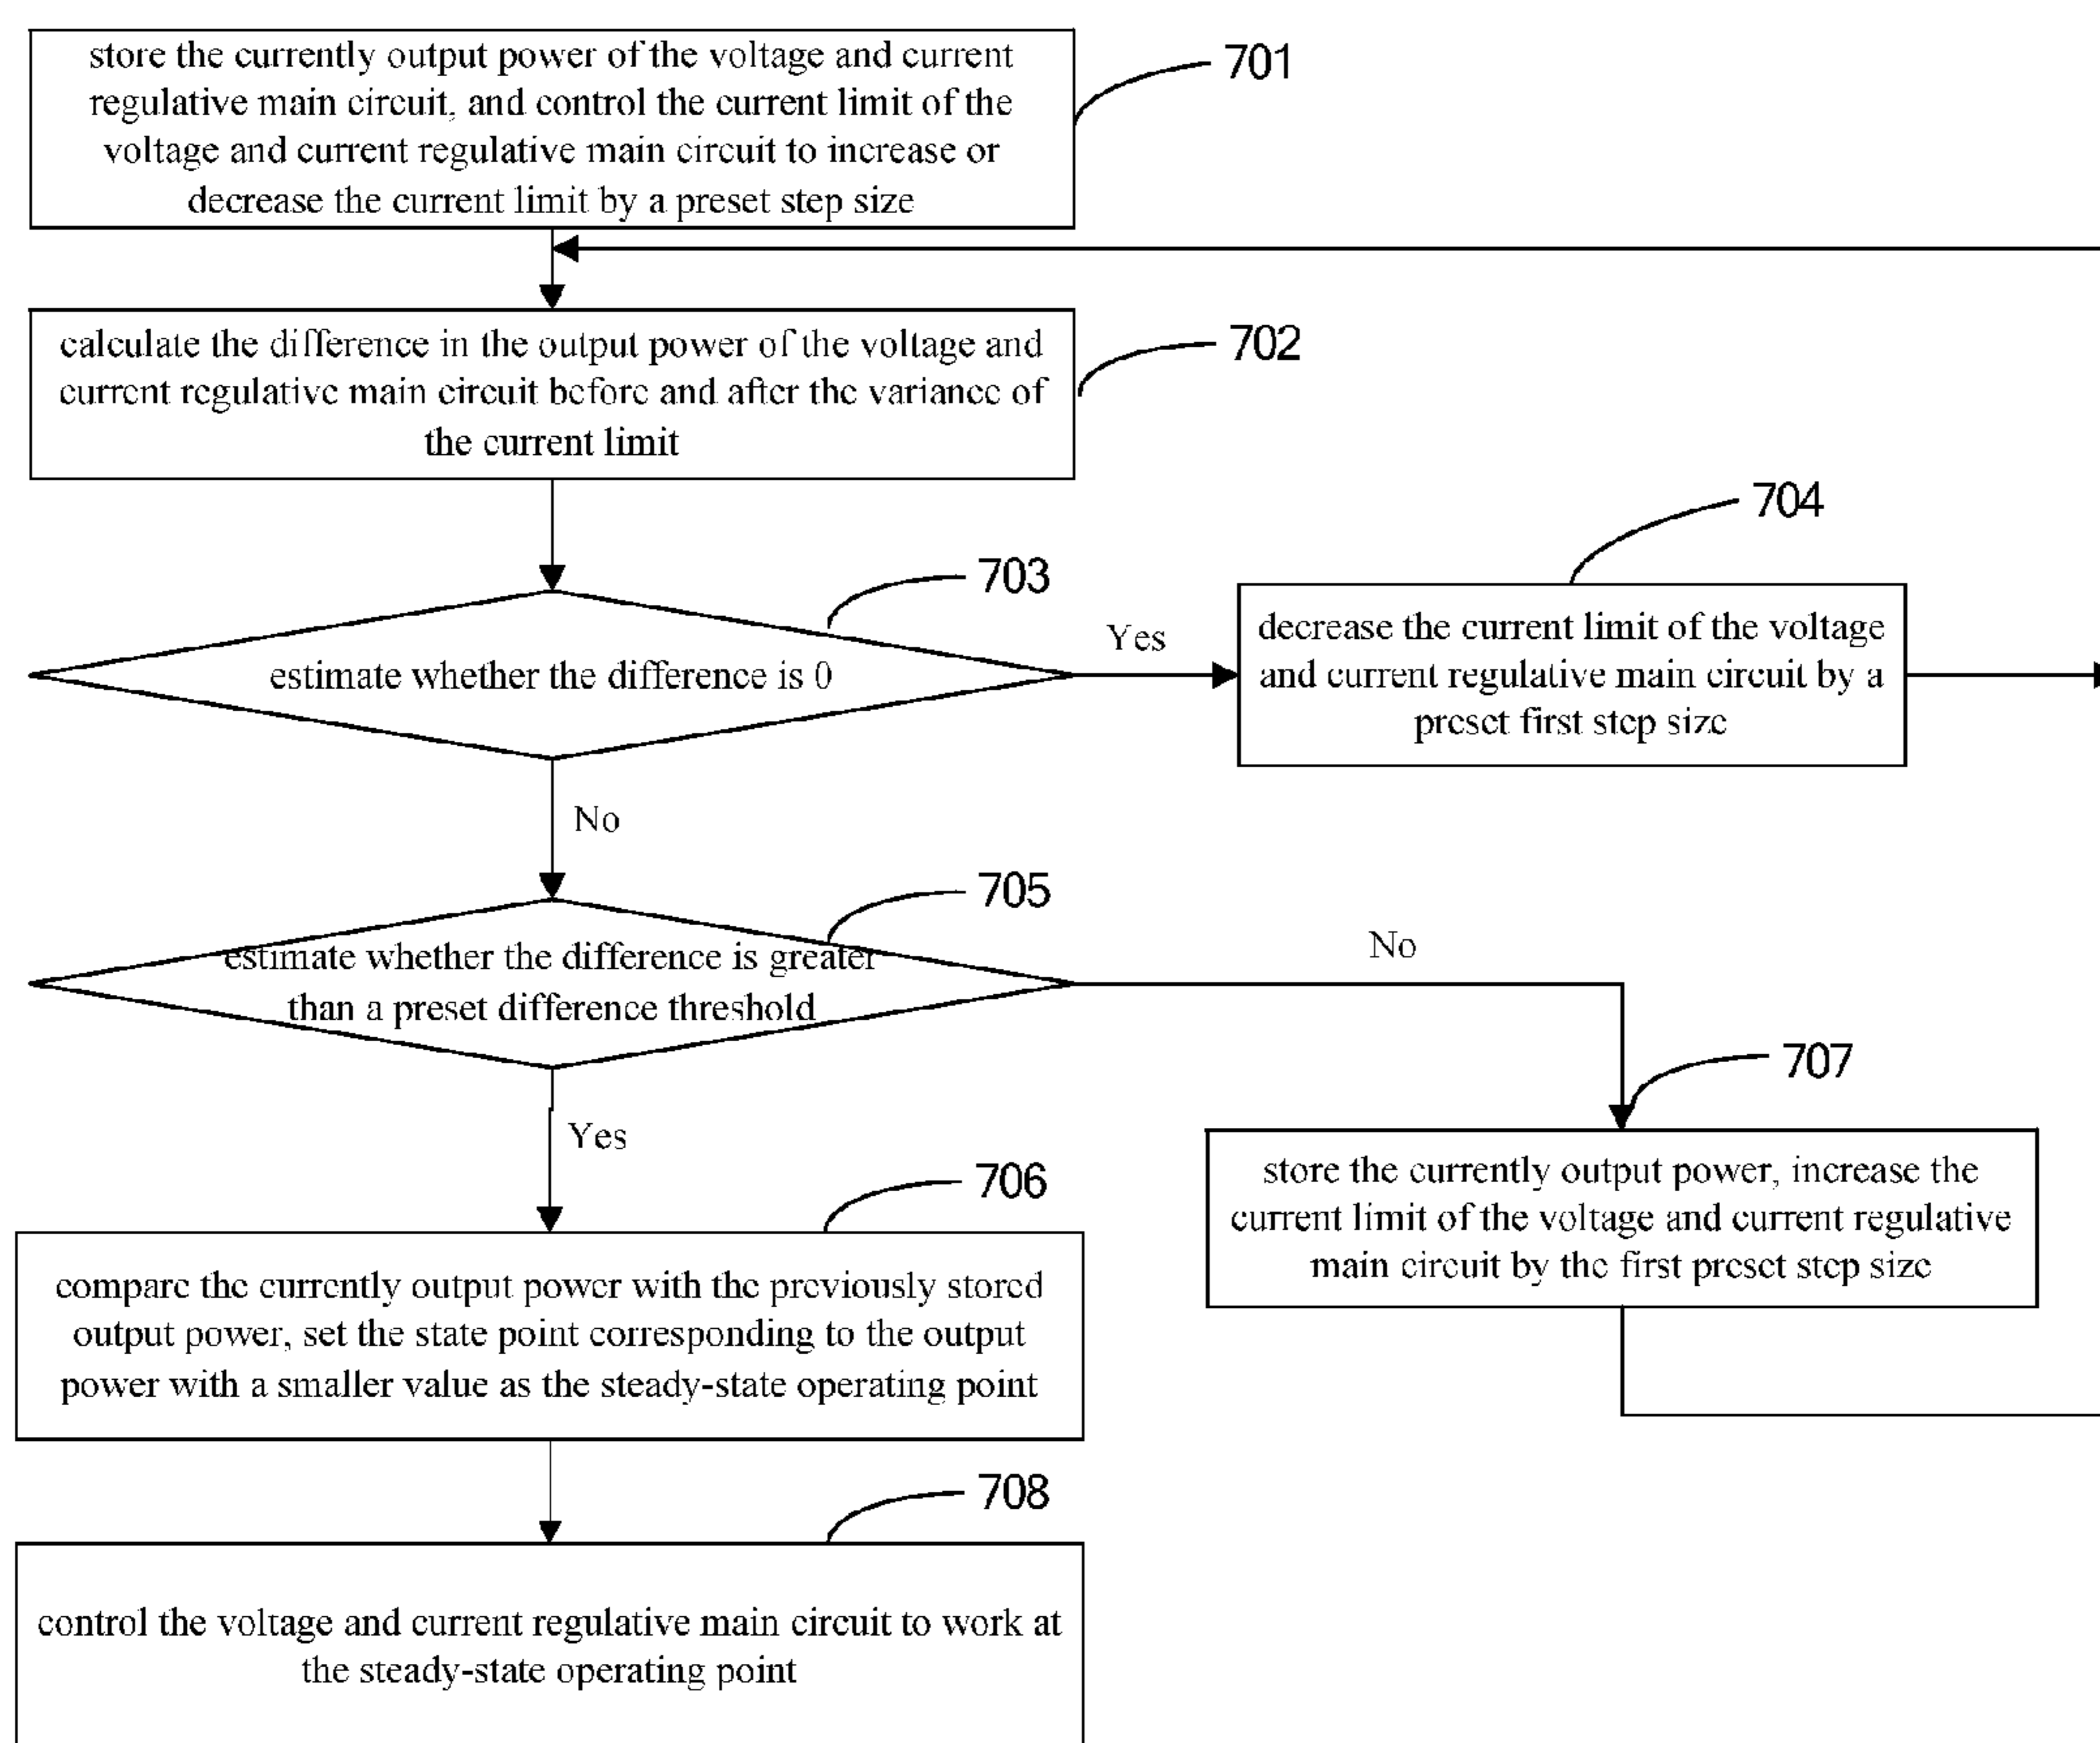 store the currently output power of the voltage and current
regulative main circuit, and control the current limit of the
voltage and current regulative main circuit to increase or
decrease the current limit by a preset step size
701
calculate the difference in the output power of the voltage and
current regulative main circuit before and after the variance of
the current limit
702
703
estimate whether the difference is 0
Yes
704
decrease the current limit of the voltage
and current regulative main circuit by a
preset first step size
No
705
estimate whether the difference is greater
than a preset difference threshold
No
Yes
707
store the currently output power, increase the
current limit of the voltage and current regulative
main circuit by the first preset step size
706
compare the currently output power with the previously stored
output power, set the state point corresponding to the output
power with a smaller value as the steady-state operating point
708
control the voltage and current regulative main circuit to work at
the steady-state operating point